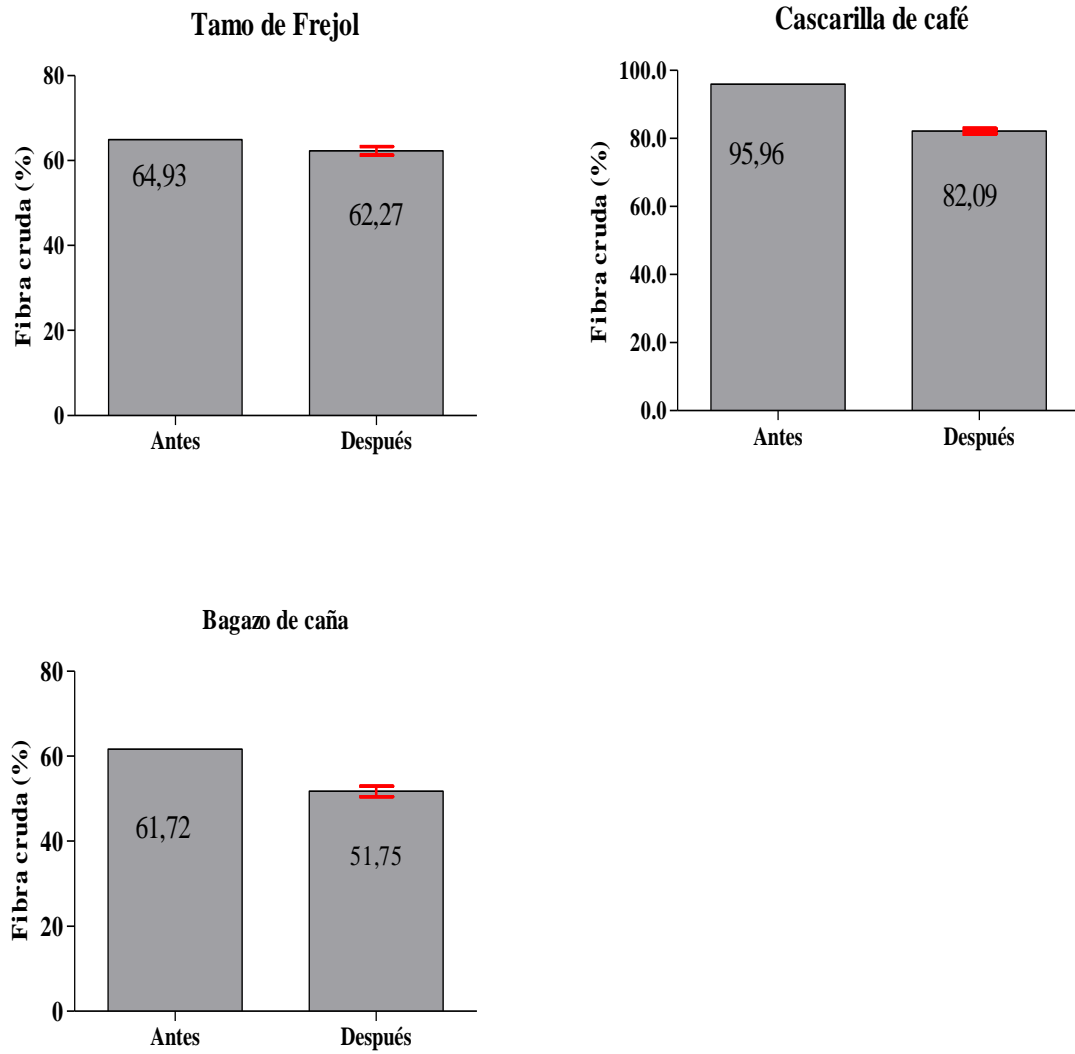 Tamo de Frejol
Fibra cruda (%)
80
60
40
20
0
64,93
62,27
Antes
Después
Cascarilla de café
Fibra cruda (%)
100.0
80.0
60.0
40.0
20.0
0.0
95,96
82,09
Antes
Después
Bagazo de caña
Fibra cruda (%)
80
60
40
20
0
61,72
51,75
Antes
Después